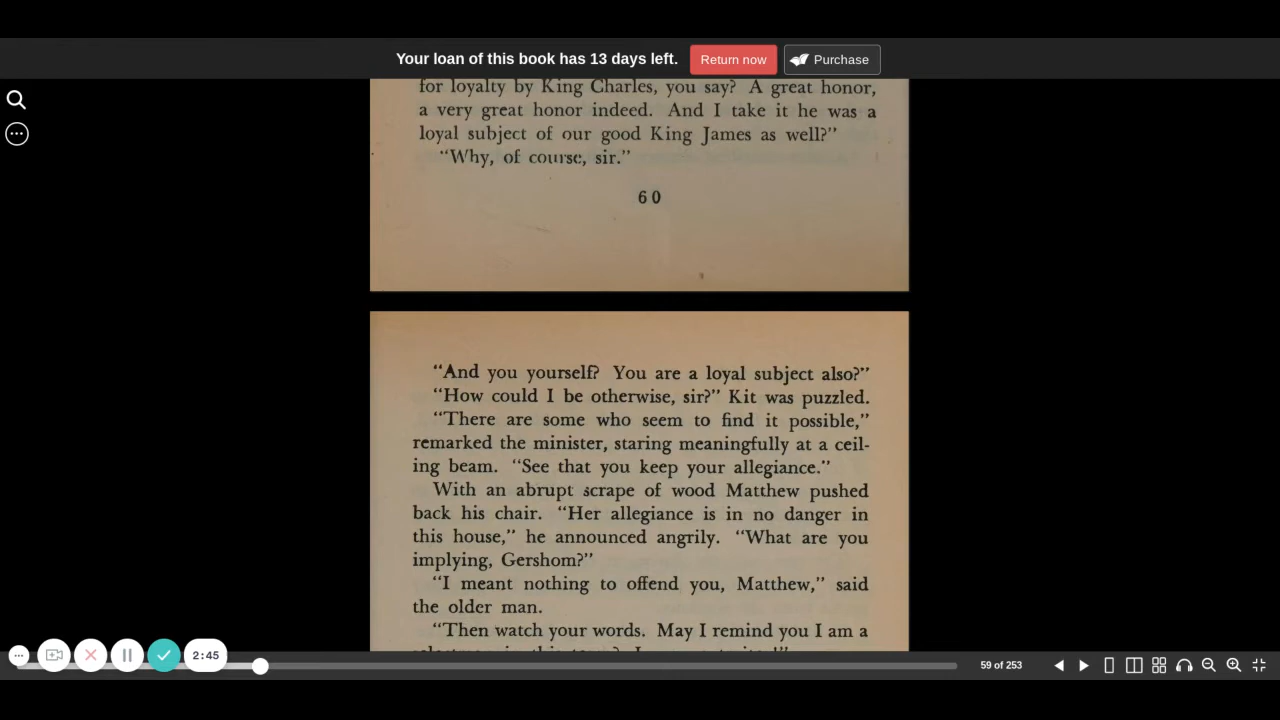 Your loan of this book has 13 days left. Return now Purchase
for loyalty by King Charles, you say? A great honor,
a very great honor indeed. And I take it he was a
loyal subject of our good King James as well?”
“Why, of course, sir.”
60
“And you yourself? You are a loyal subject also?”
“How could I be otherwise, sir?” Kit was puzzled.
“There are some who seem to find it possible,”
remarked the minister, staring meaningfully at a ceil-
ing beam. “See that you keep your allegiance.”
With an abrupt scrape of wood Matthew pushed
back his chair. “Her allegiance is in no danger in
this house,” he announced angrily. “What are you
implying, Gershom?”
“I meant nothing to offend you, Matthew,” said
the older man.
“Then watch your words. May I remind you I am a
2:45
59 of 253